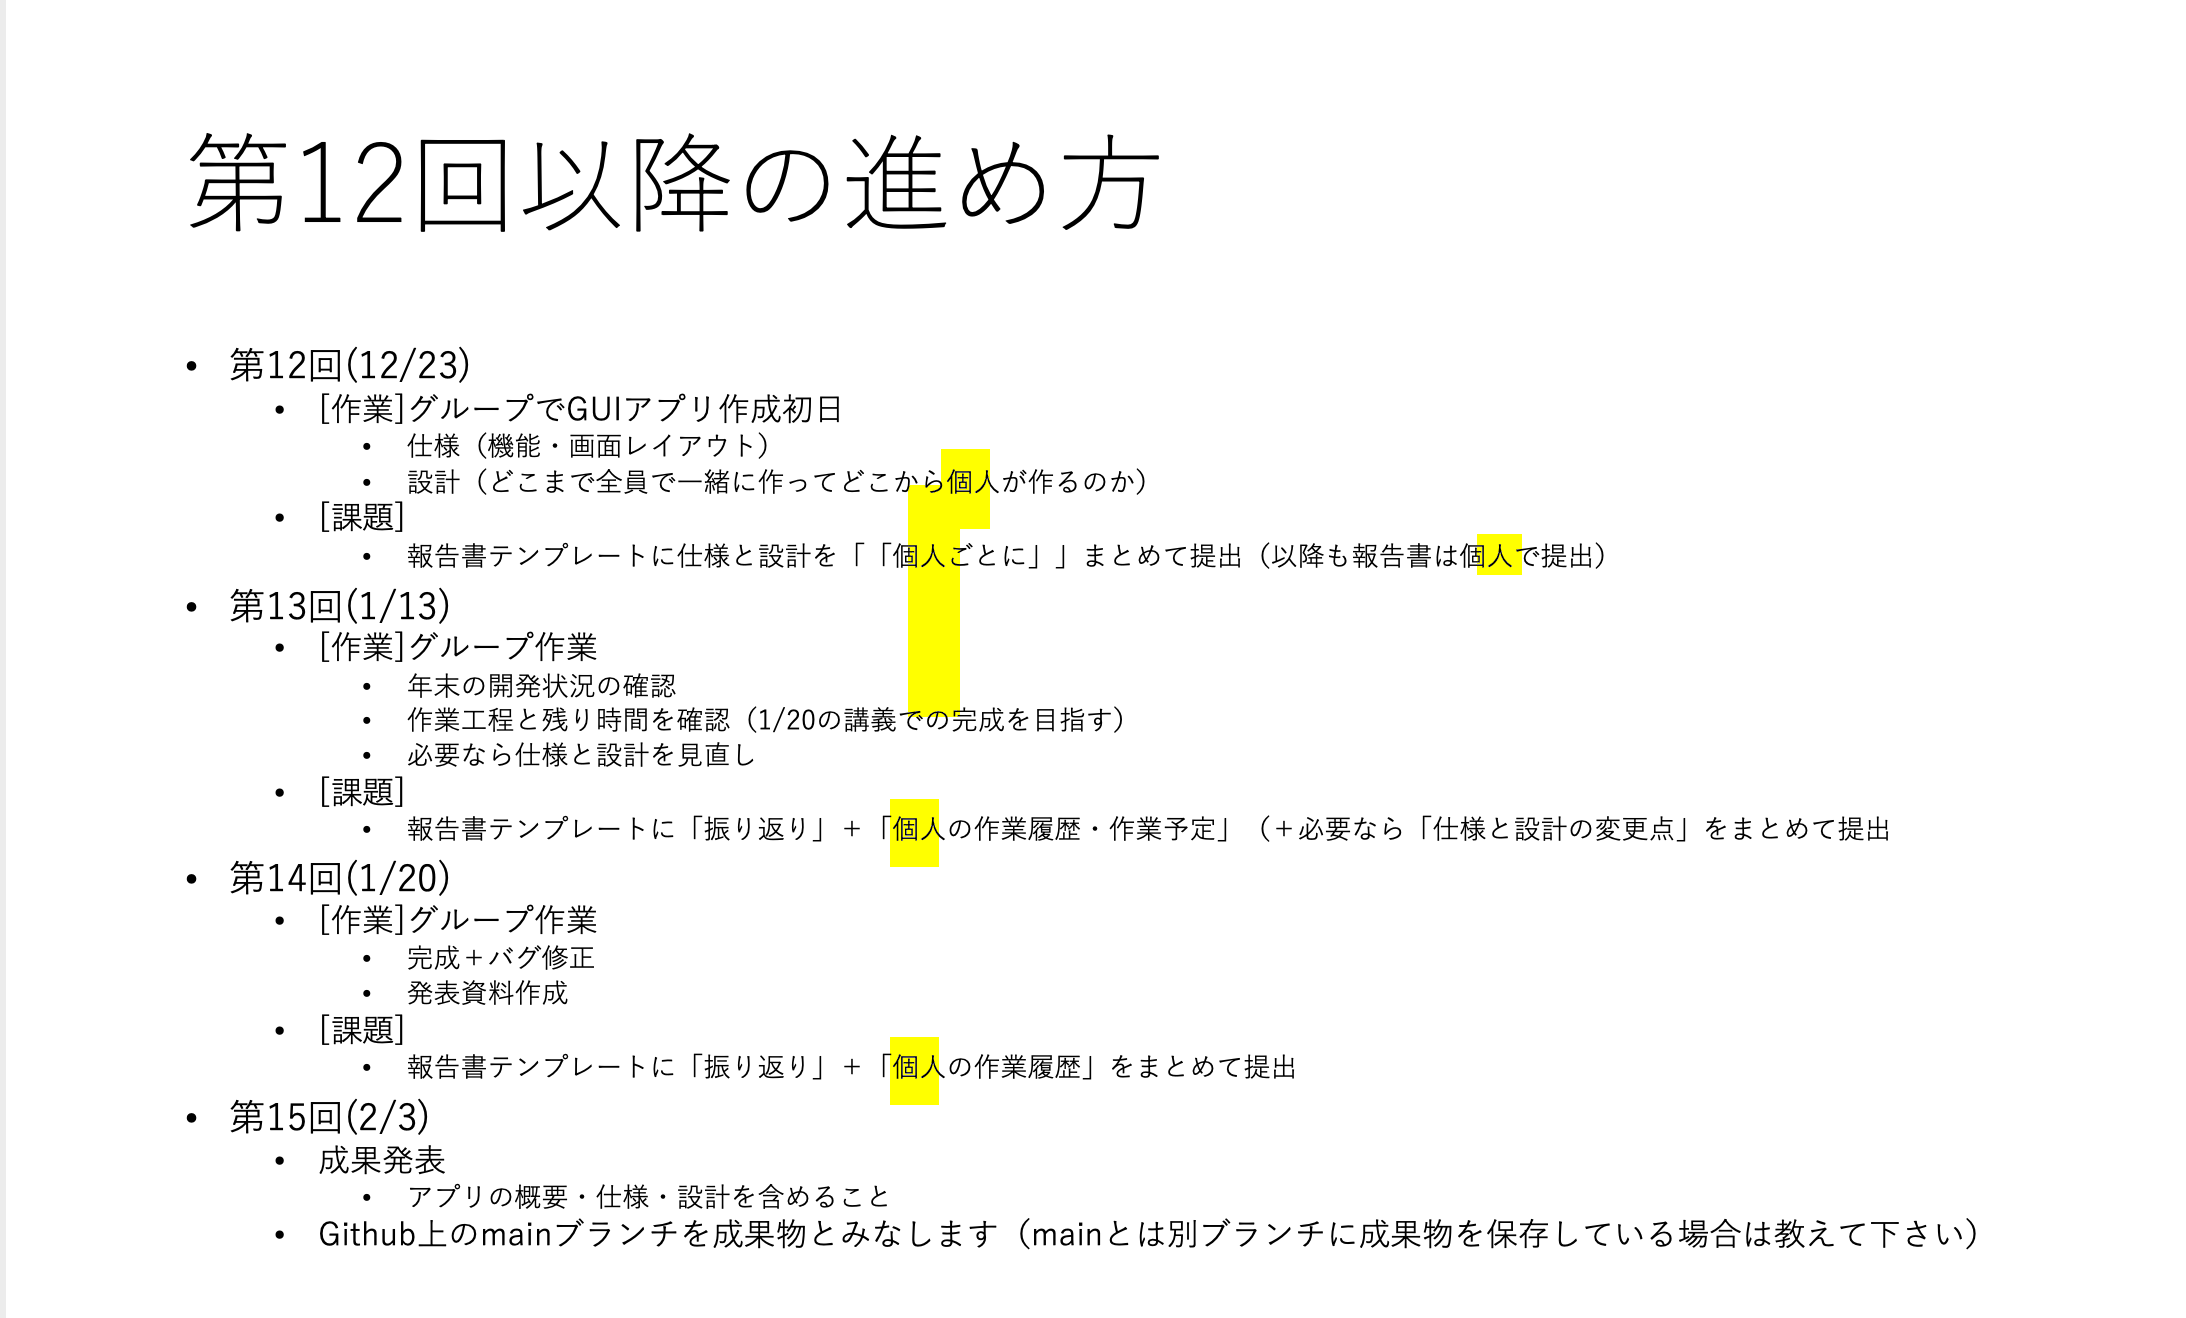 第12回以降の進め方
• 第12回(12/23)
• [作業]グループでGUIアプリ作成初日
• 仕様（機能・画面レイアウト）
• 設計（どこまで全員で一緒に作ってどこから個人が作るのか）
• [課題]
• 報告書テンプレートに仕様と設計を「「個人ごとに」」まとめて提出（以降も報告書は個人で提出）
• 第13回(1/13)
• [作業]グループ作業
• 年末の開発状況の確認
• 作業工程と残り時間を確認（1/20の講義での完成を目指す）
• 必要なら仕様と設計を見直し
• [課題]
• 報告書テンプレートに「振り返り」＋「個人の作業履歴・作業予定」（＋必要なら「仕様と設計の変更点」をまとめて提出
• 第14回(1/20)
• [作業]グループ作業
• 完成＋バグ修正
• 発表資料作成
• [課題]
• 報告書テンプレートに「振り返り」＋「個人の作業履歴」をまとめて提出
• 第15回(2/3)
• 成果発表
• アプリの概要・仕様・設計を含めること
• Github上のmainブランチを成果物とみなします（mainとは別ブランチに成果物を保存している場合は教えて下さい）